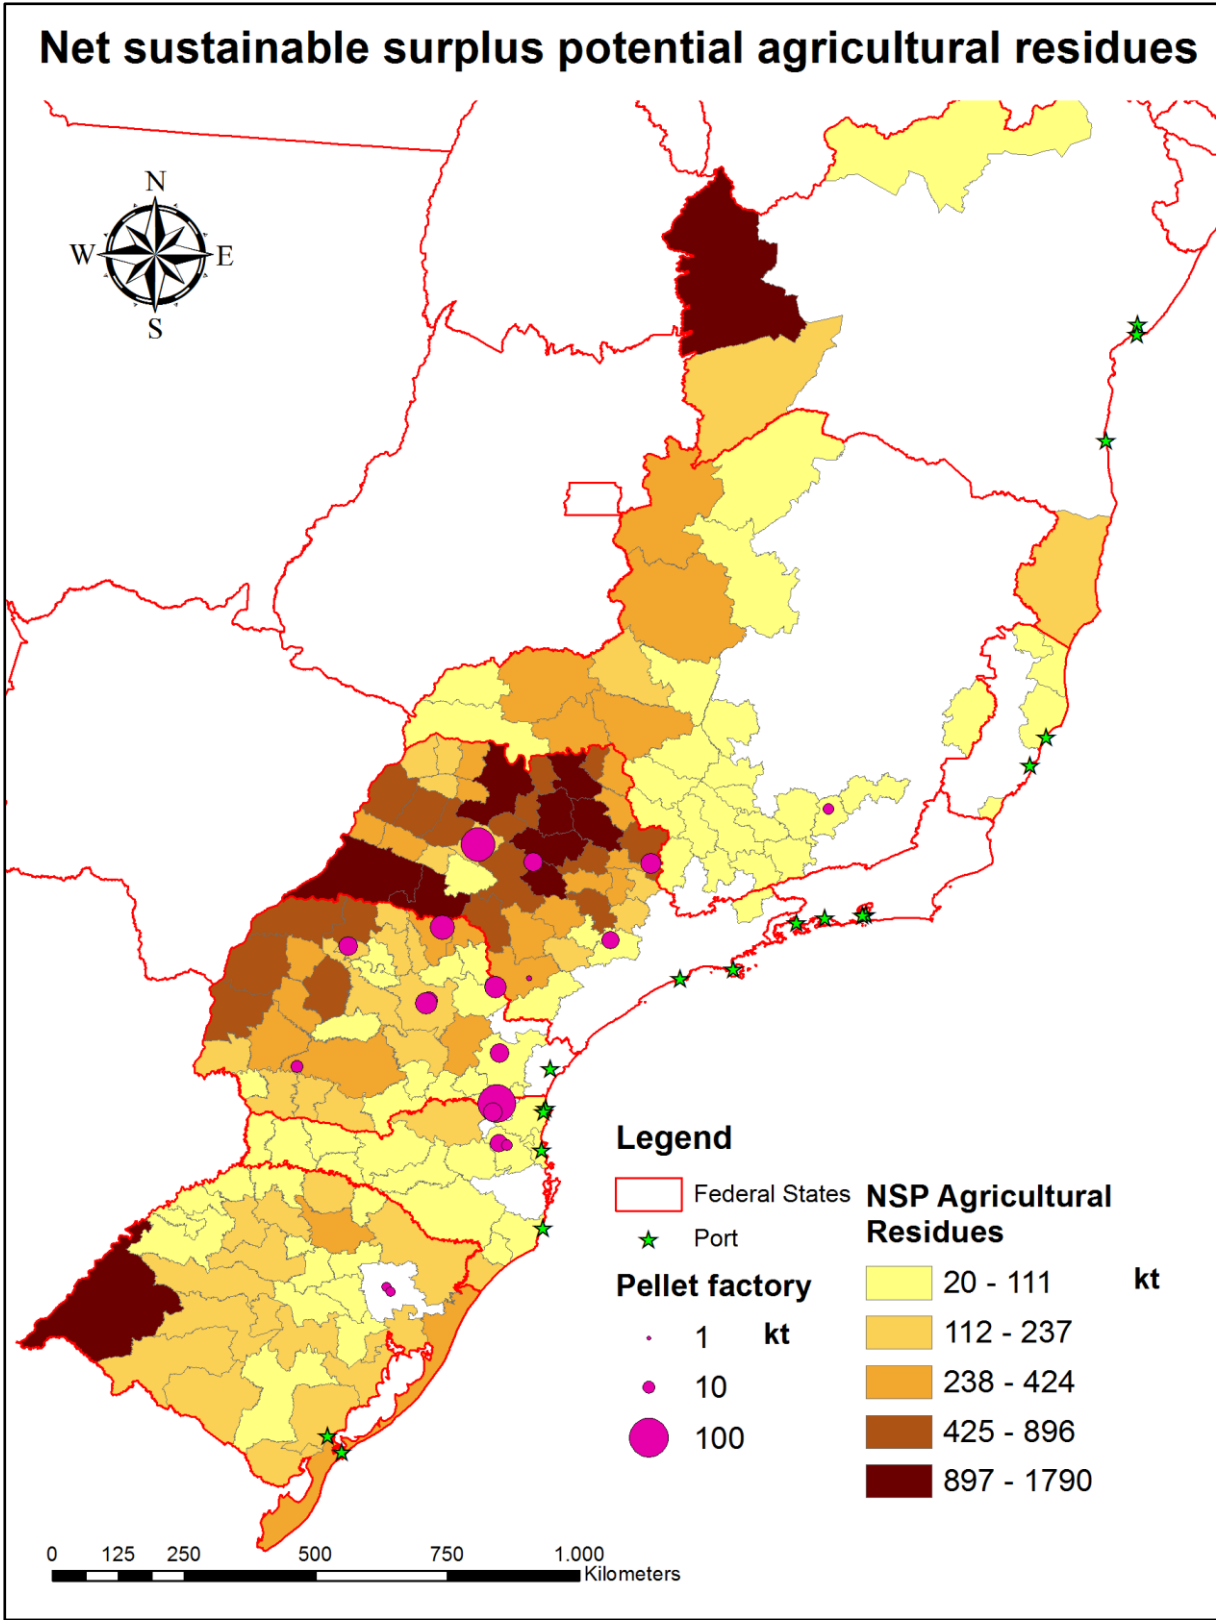 Net sustainable surplus potential agricultural residues
N
W
E
S
Legend
Federal States
Port
Pellet factory
1 kt
10
100
NSP Agricultural
Residues
20 - 111 kt
112 - 237
238 - 424
425 - 896
897 - 1790
0 125 250 500 750 1.000
Kilometers